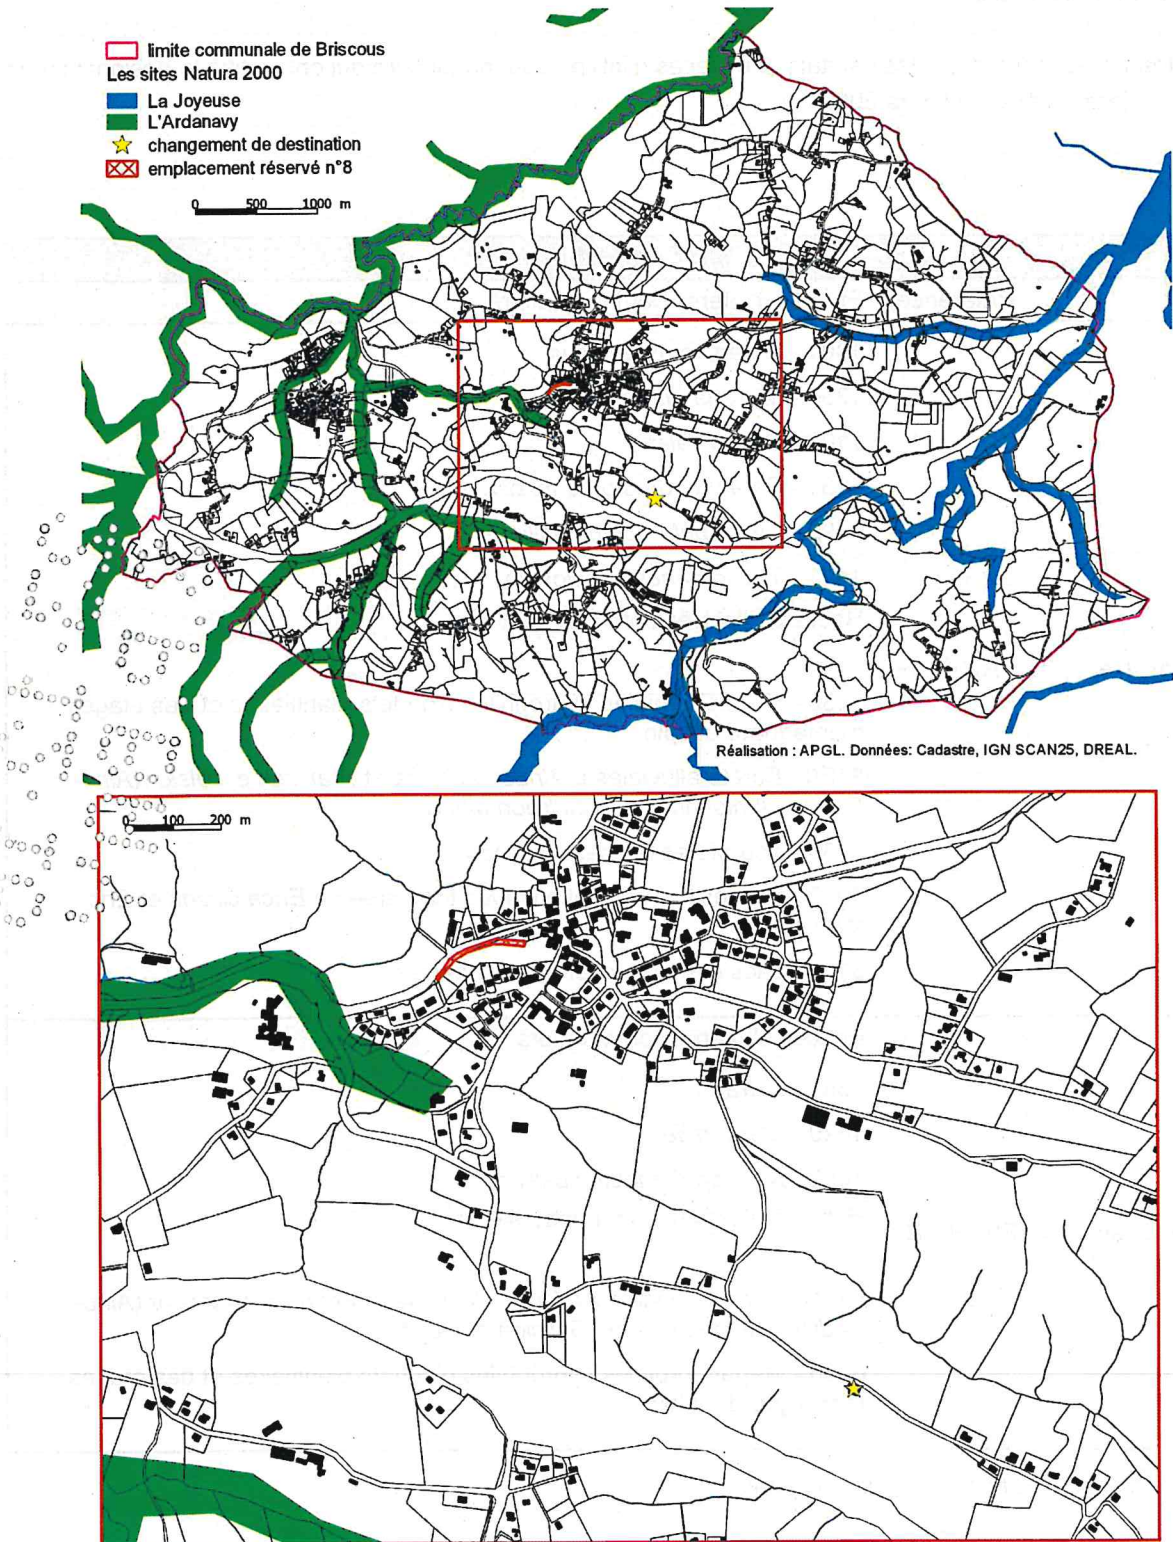 limite communale de Briscous
Les sites Natura 2000
La Joyeuse
L'Ardanavy
changement de destination
emplacement réservé n°8
0 500 1000 m
Réalisation : APGL. Données: Cadastre, IGN SCAN25, DREAL.
0 100 200 m